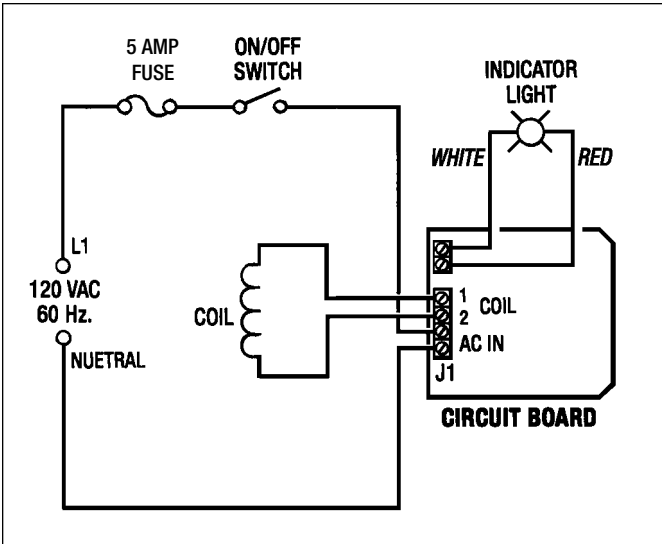 5 AMP
FUSE
ON/OFF
SWITCH
INDICATOR
LIGHT
WHITE
RED
L1
120 VAC
60 Hz.
NUETRAL
COIL
1
2
COIL
AC IN
J1
CIRCUIT BOARD